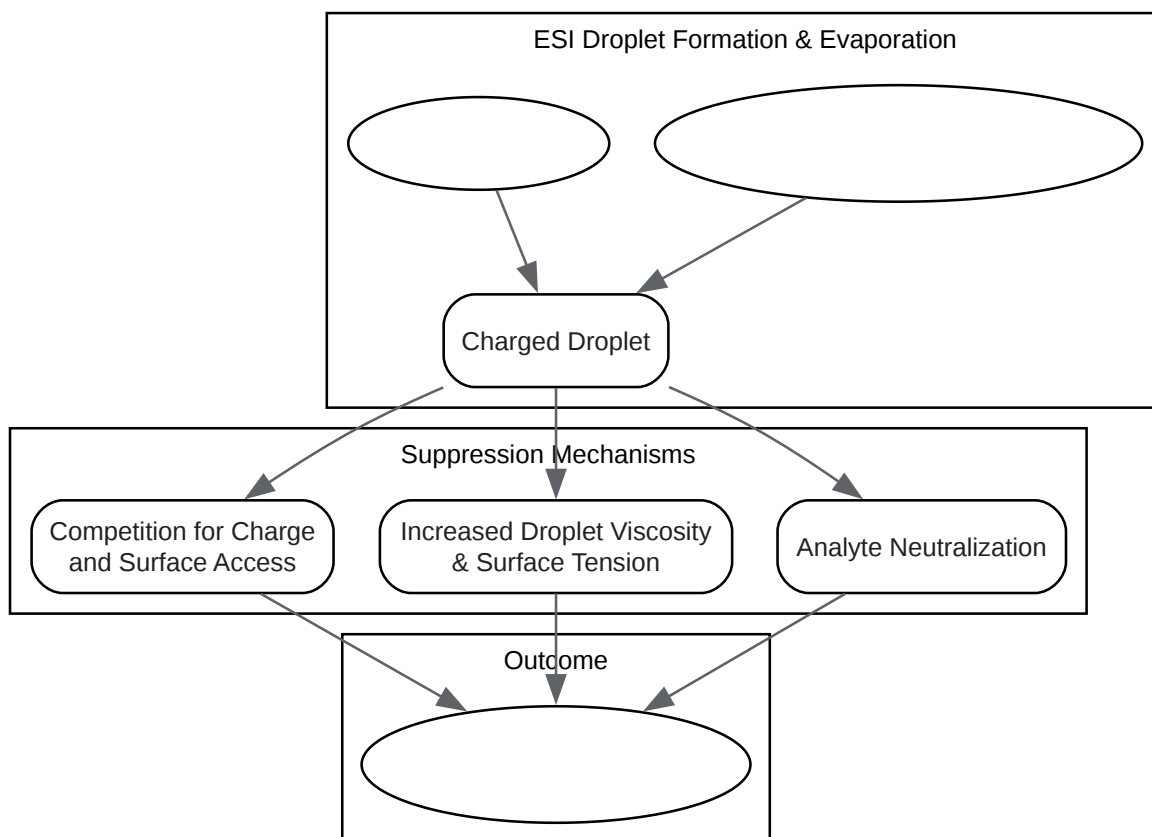 ESI Droplet Formation & Evaporation
Charged Droplet
Suppression Mechanisms
Competition for Charge
and Surface Access
Increased Droplet Viscosity
& Surface Tension
Analyte Neutralization
Outcome